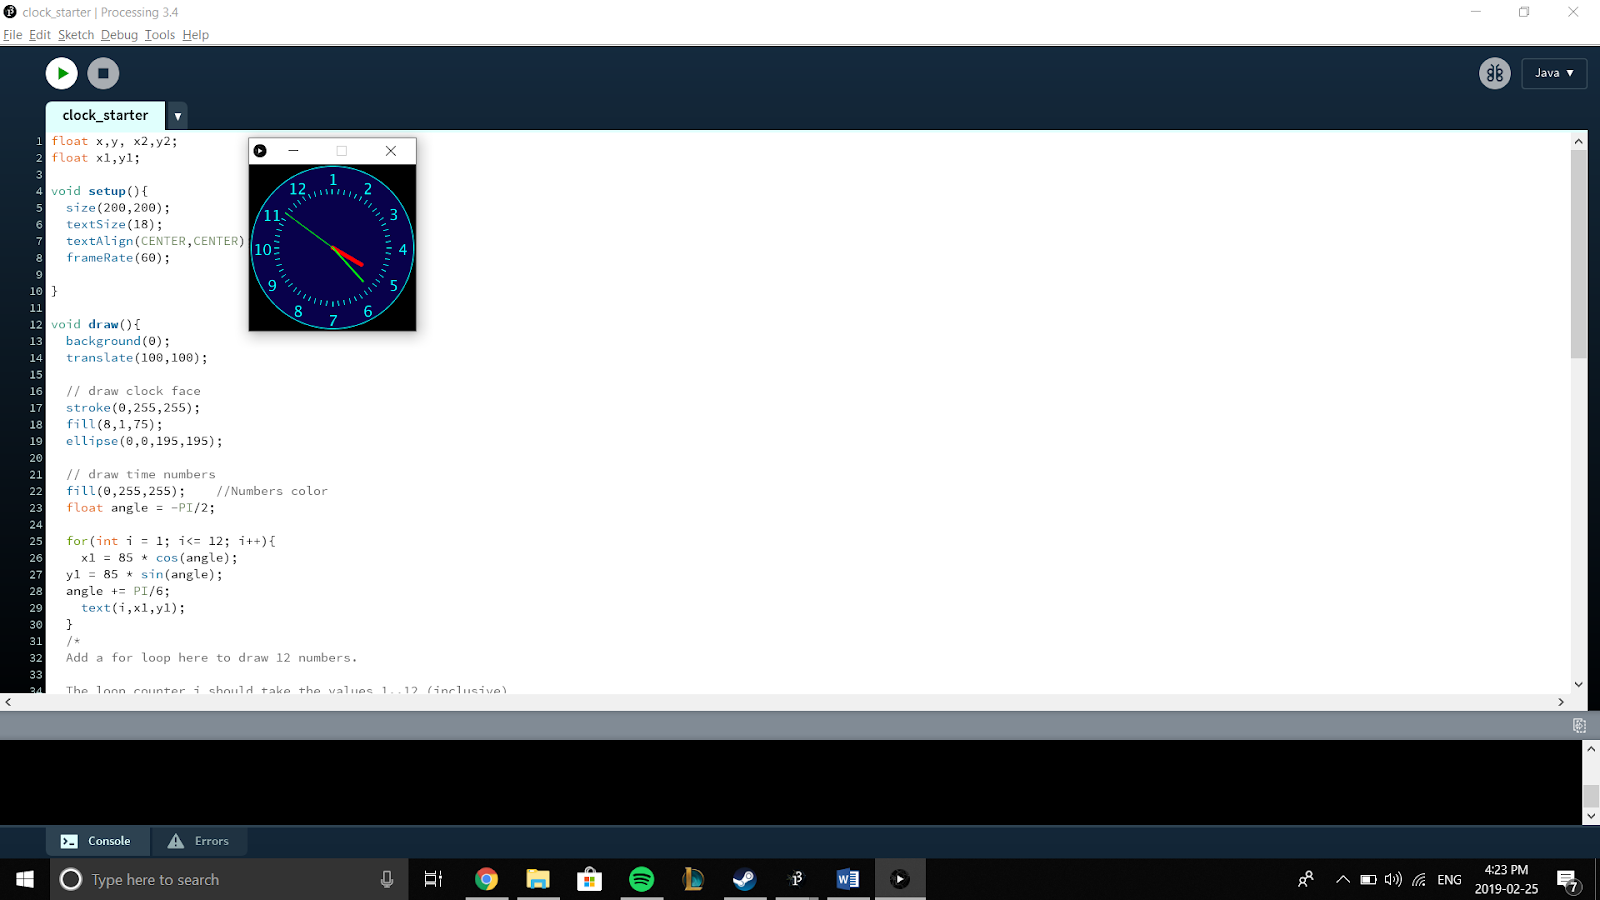 clock_starter | Processing 3.4
File Edit Sketch Debug Tools Help
Java ▼
clock_starter ▼
1 float x,y, x2,y2;
2 float x1,y1;
3
4 void setup(){
5 size(200,200);
6 textSize(18);
7 textAlign(CENTER,CENTER)
8 frameRate(60);
9
10 }
11
12 void draw(){
13 background(0);
14 translate(100,100);
15
16 // draw clock face
17 stroke(0,255,255);
18 fill(8,1,75);
19 ellipse(0,0,195,195);
20
21 // draw time numbers
22 fill(0,255,255); //Numbers color
23 float angle = -PI/2;
24
25 for(int i = 1; i<= 12; i++){
26 x1 = 85 * cos(angle);
27 y1 = 85 * sin(angle);
28 angle += PI/6;
29 text(i,x1,y1);
30 }
31 /*
32 Add a for loop here to draw 12 numbers.
33
34 The loop counter i should take the values 1..12 (inclusive)
1
2
3
4
5
6
7
8
9
10
11
12
Console
Errors
Type here to search
ENG
4:23 PM
2019-02-25
7